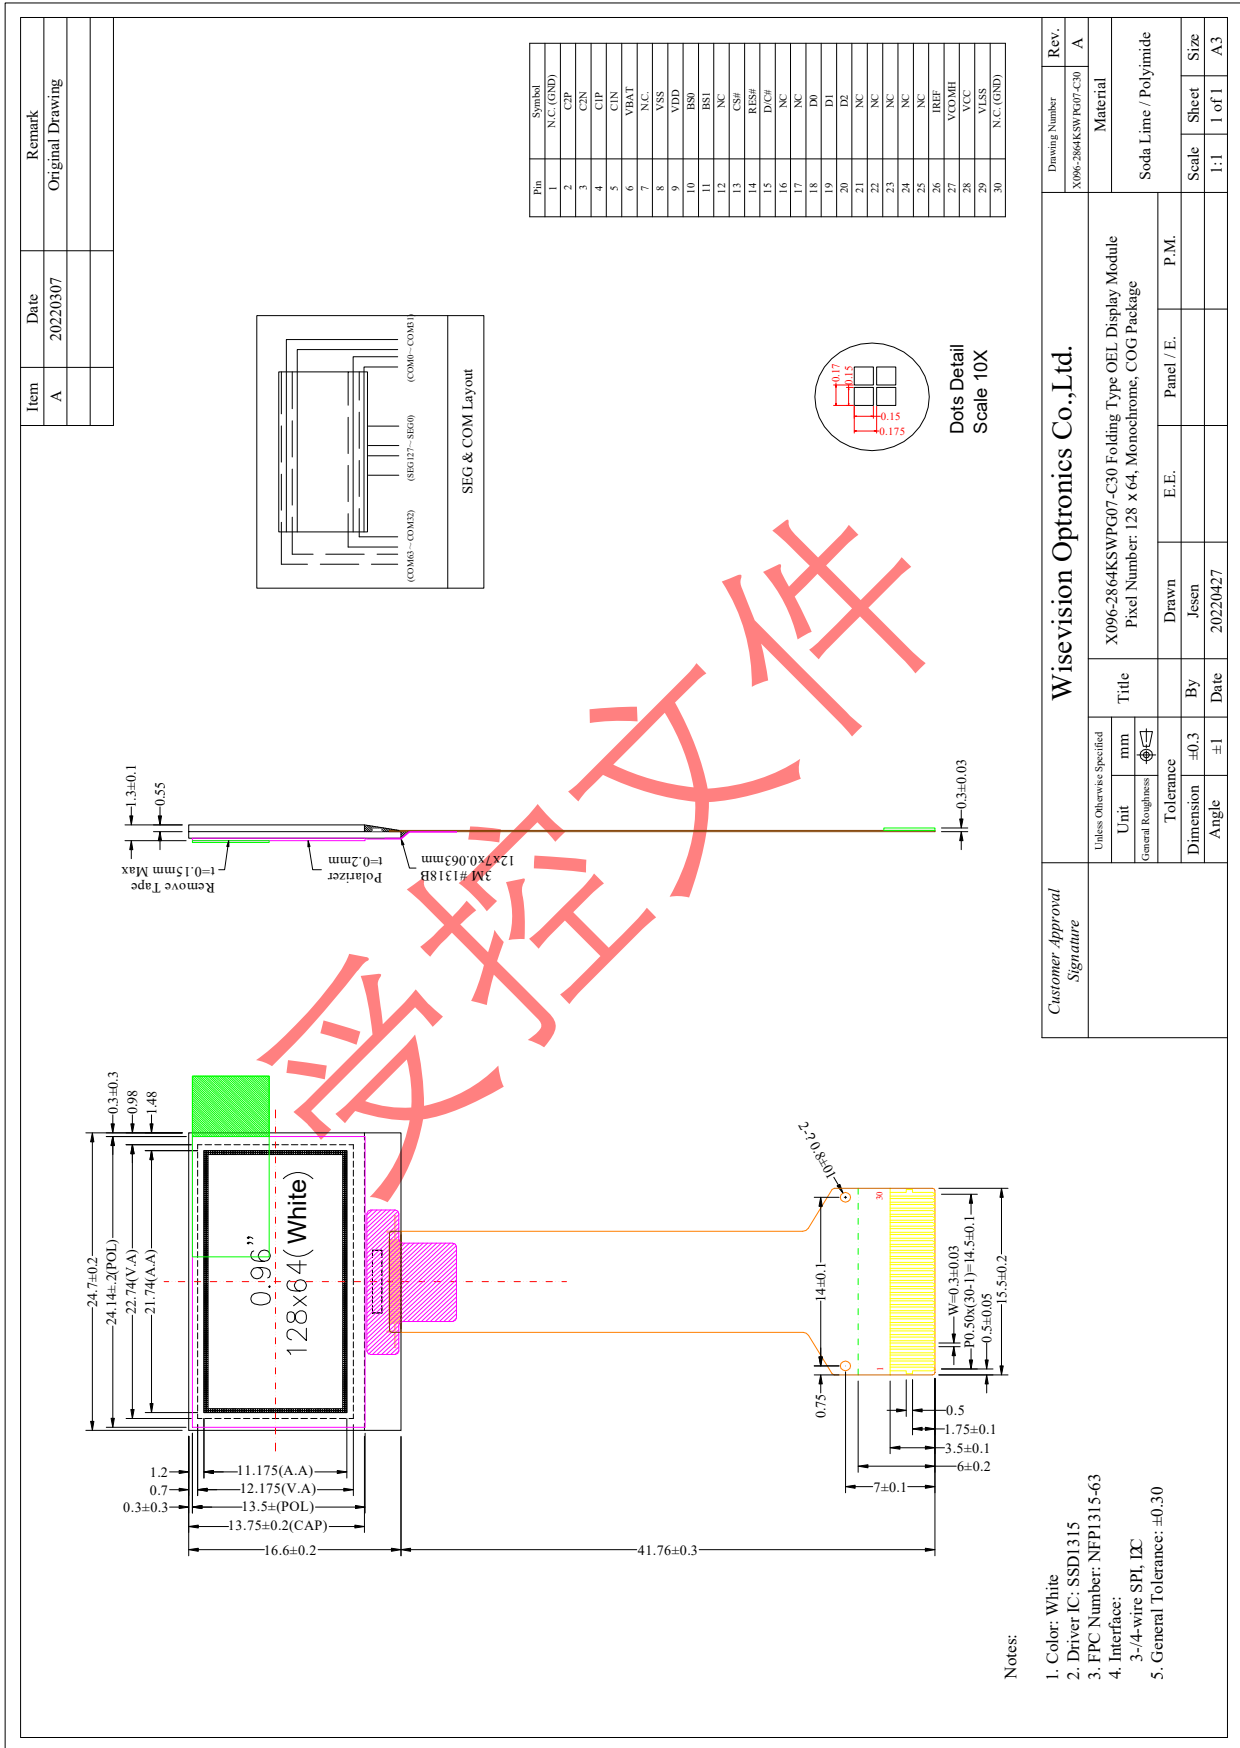 Item Date Remark
A 20220307 Original Drawing
SEG & COM Layout
(COM63~COM32)
(SEG127~SEG0)
(COM0~COM31)
Pin Symbol
1 N.C. (GND)
2 C2P
3 C2N
4 C1P
5 C1N
6 VBAT
7 N.C.
8 VSS
9 VDD
10 BS0
11 BS1
12 NC
13 CS#
14 RES#
15 D/C#
16 NC
17 NC
18 D0
19 D1
20 D2
21 NC
22 NC
23 NC
24 NC
25 NC
26 IREF
27 VCOMH
28 VCC
29 VLSS
30 N.C. (GND)
0.17
0.15
0.15
0.175
Dots Detail
Scale 10X
1.3±0.1
0.55
Remove Tape
t=0.15mm Max
Polarizer
t=0.2mm
3M #1318B
12x7x0.063mm
0.3±0.03
受控文件
24.7±0.2
24.14±.2(POL)
22.74(V.A)
21.74(A.A)
0.3±0.3
0.98
1.48
0.96"
128x64(White)
1.2
0.7
0.3±0.3
11.175(A.A)
12.175(V.A)
13.5±(POL)
13.75±0.2(CAP)
16.6±0.2
41.76±0.3
14±0.1
0.75
1
30
W=0.3±0.03
P0.50x(30-1)=14.5±0.1
0.5±0.05
15.5±0.2
0.5
1.75±0.1
3.5±0.1
6±0.2
7±0.1
Notes:
1. Color: White
2. Driver IC: SSD1315
3. FPC Number: NFP1315-63
4. Interface:
3-/4-wire SPI, I2C
5. General Tolerance: ±0.30
Customer Approval
Signature
Wisevision Optronics Co.,Ltd.
Drawing Number Rev.
X096-2864KSWPG07-C30 A
Unless Otherwise Specified
Unit mm
General Roughness
Tolerance
Dimension ±0.3
Angle ±1
Title
X096-2864KSWPG07-C30 Folding Type OEL Display Module
Pixel Number: 128 x 64, Monochrome, COG Package
Material
Soda Lime / Polyimide
Drawn E.E. Panel / E. P.M.
By Jesen
Date 20220427
Scale Sheet Size
1:1 1 of 1 A3